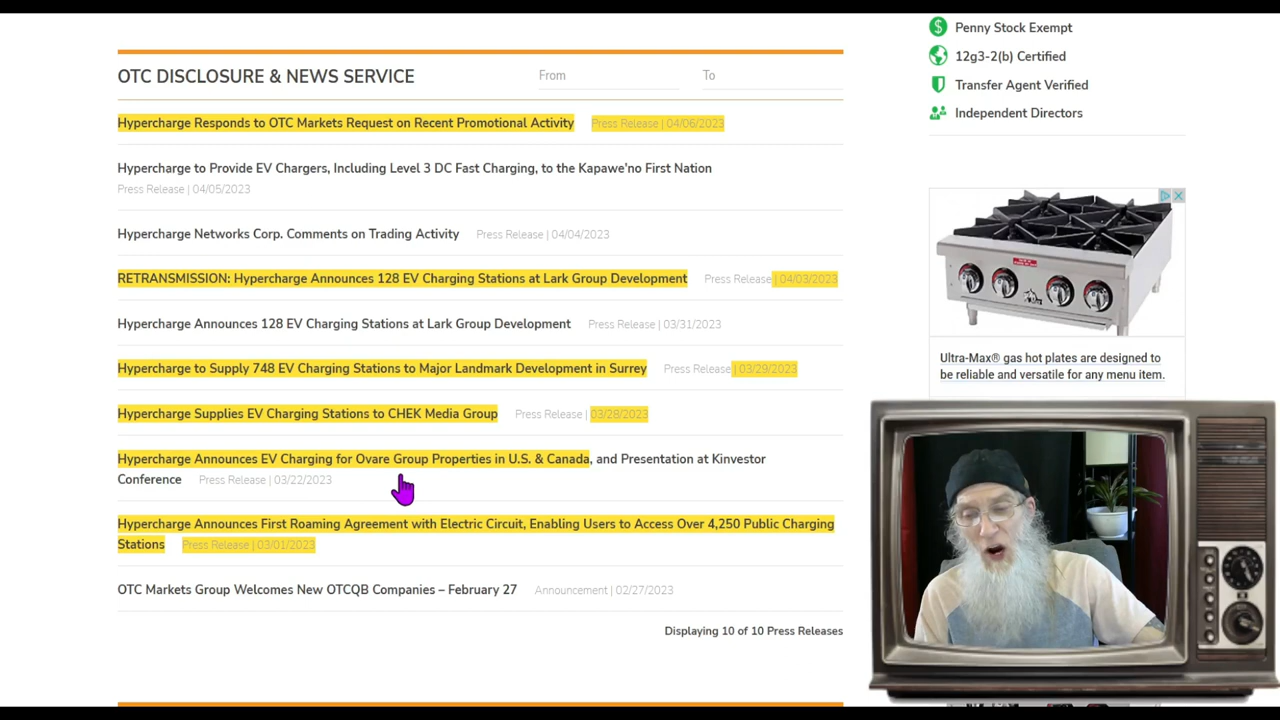 Penny Stock Exempt
12g3-2(b) Certified
Transfer Agent Verified
Independent Directors
OTC DISCLOSURE & NEWS SERVICE From To
Hypercharge Responds to OTC Markets Request on Recent Promotional Activity Press Release | 04/06/2023
Hypercharge to Provide EV Chargers, Including Level 3 DC Fast Charging, to the Kapawe'no First Nation
Press Release | 04/05/2023
Hypercharge Networks Corp. Comments on Trading Activity Press Release | 04/04/2023
RETRANSMISSION: Hypercharge Announces 128 EV Charging Stations at Lark Group Development Press Release | 04/03/2023
Hypercharge Announces 128 EV Charging Stations at Lark Group Development Press Release | 03/31/2023
Hypercharge to Supply 748 EV Charging Stations to Major Landmark Development in Surrey Press Release | 03/29/2023
Hypercharge Supplies EV Charging Stations to CHEK Media Group Press Release | 03/28/2023
Hypercharge Announces EV Charging for Ovare Group Properties in U.S. & Canada, and Presentation at Kinvestor
Conference Press Release | 03/22/2023
Hypercharge Announces First Roaming Agreement with Electric Circuit, Enabling Users to Access Over 4,250 Public Charging
Stations Press Release | 03/01/2023
OTC Markets Group Welcomes New OTCQB Companies – February 27 Announcement | 02/27/2023
Displaying 10 of 10 Press Releases
Ultra-Max® gas hot plates are designed to
be reliable and versatile for any menu item.